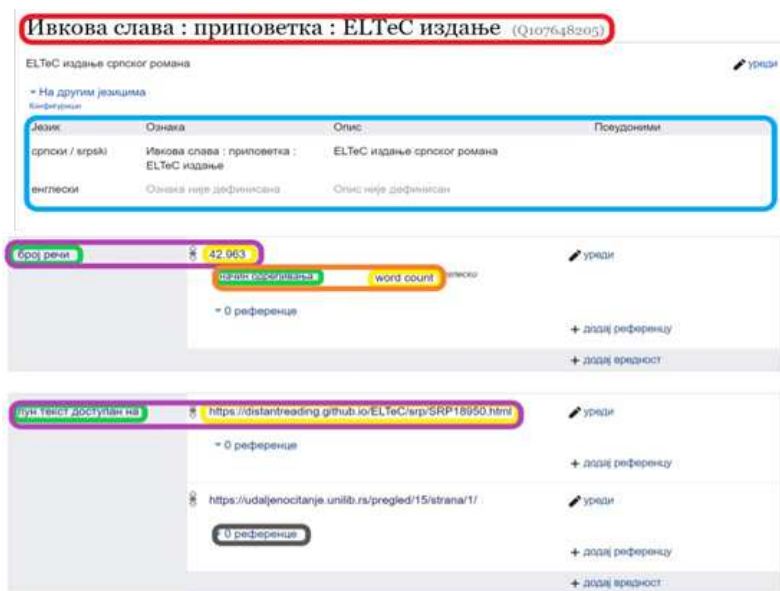 Ивкова слава : приповетка : ELTeC издање (Q107648205)
ELTeC издање српског романа
уреди
На другим језицима
Конфигуриши
Језик Ознака Опис Псеудоними
српски / srpski Ивкова слава : приповетка : ELTeC издање српског романа
ELTeC издање
енглески Ознака није дефинисана Опис није дефинисан
број речи 42.963 уреди
начин одређивања word count
0 референце
+ додај референцу
+ додај вредност
пун текст доступан на https://distantreading.github.io/ELTeC/srp/SRP18950.html уреди
0 референце
+ додај референцу
https://udaljenocitanje.unilib.rs/pregled/15/strana/1/ уреди
0 референце
+ додај референцу
+ додај вредност